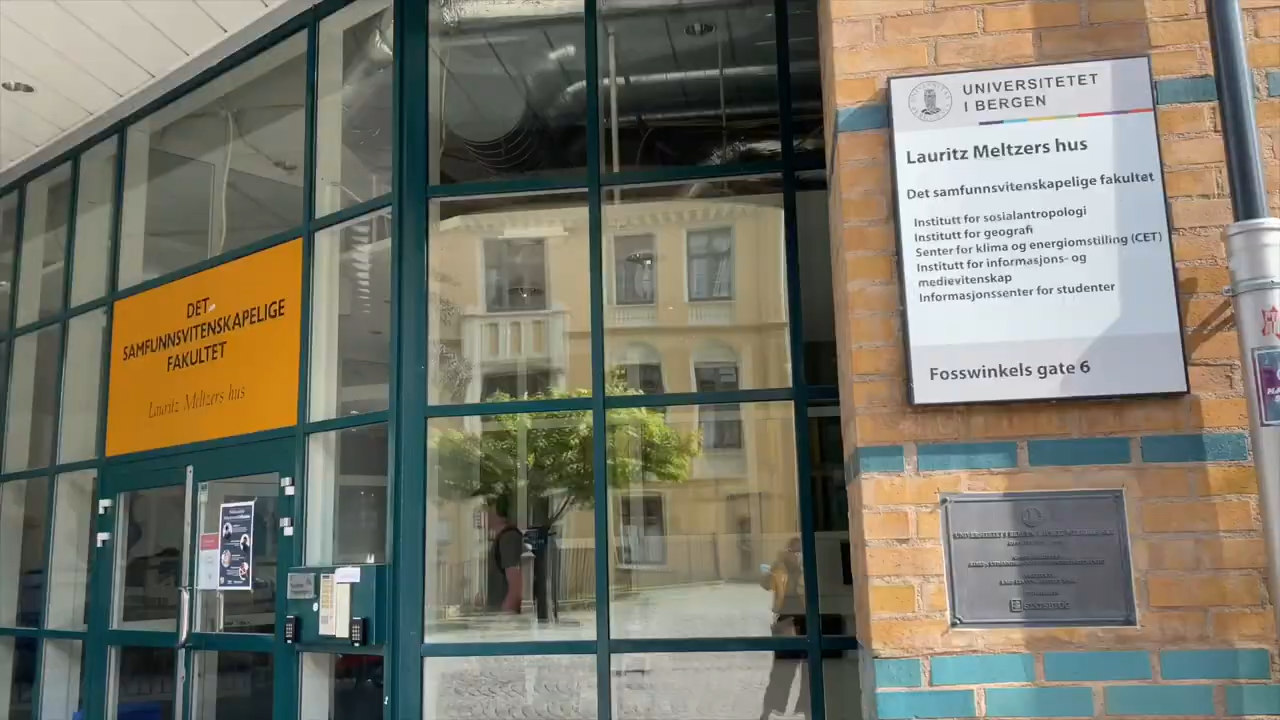 DET
SAMFUNNSVITENSKAPELIGE
FAKULTET
Lauritz Meltzers hus
UNIVERSITETET
I BERGEN
Lauritz Meltzers hus
Det samfunnsvitenskapelige fakultet
Institutt for sosialantropologi
Institutt for geografi
Senter for klima og energiomstilling (CET)
Institutt for informasjons- og
medievitenskap
Informasjonssenter for studenter
Fosswinkels gate 6
STATSBYGG